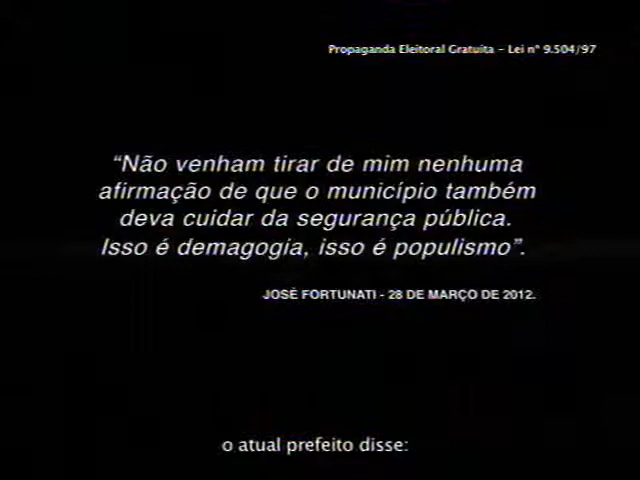 Propaganda Eleitoral Gratuita - Lei nº 9.504/97
“Não venham tirar de mim nenhuma
afirmação de que o município também
deva cuidar da segurança pública.
Isso é demagogia, isso é populismo”.
JOSÉ FORTUNATI - 28 DE MARÇO DE 2012.
o atual prefeito disse: